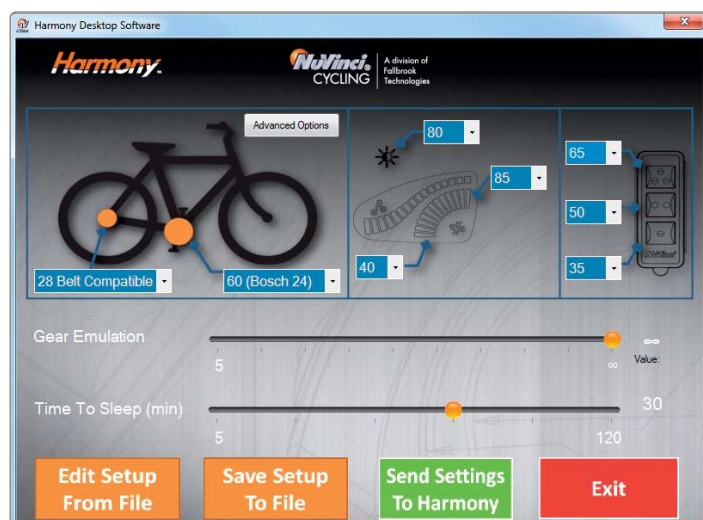 Harmony Desktop Software
Harmony.
NuVinci®
CYCLING
A division of
Fallbrook
Technologies
Advanced Options
28 Belt Compatible
60 (Bosch 24)
80
85
40
65
50
35
NuVinci
Gear Emulation
5
∞
∞
Value:
Time To Sleep (min)
5
120
30
Edit Setup
From File
Save Setup
To File
Send Settings
To Harmony
Exit